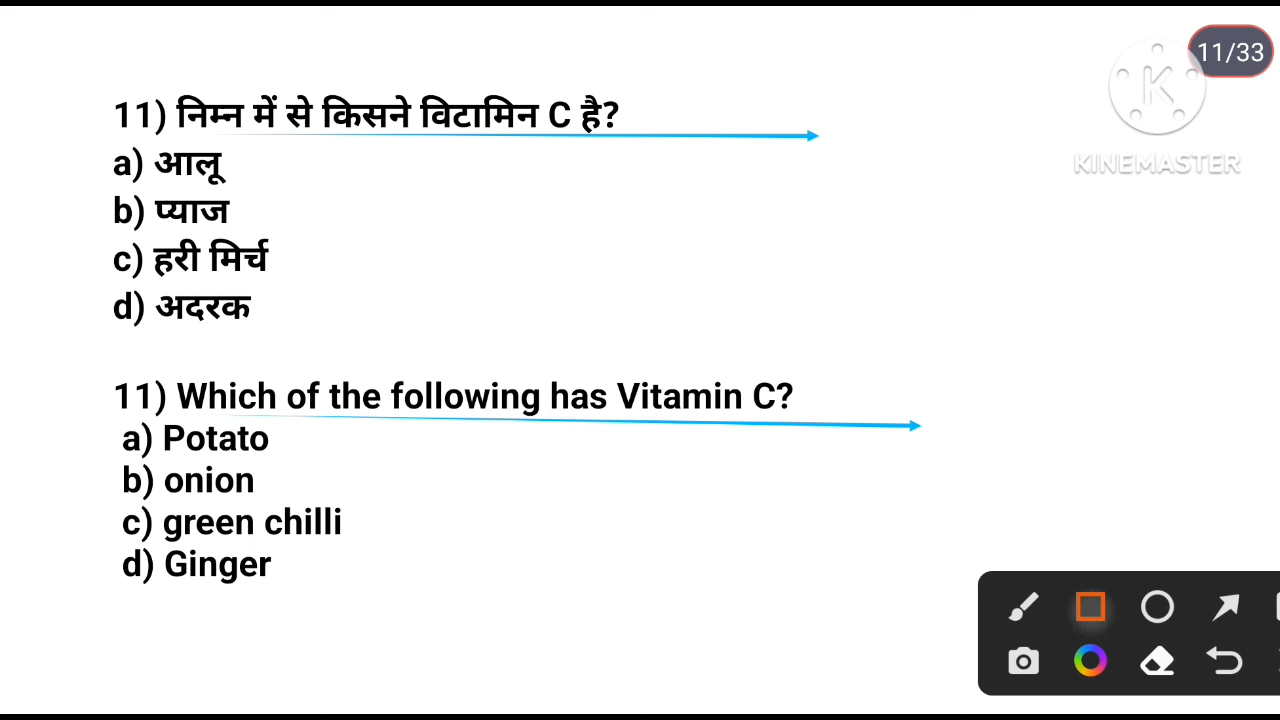 11/33
KINEMASTER
11) निम्न में से किसने विटामिन C है?
a) आलू
b) प्याज
c) हरी मिर्च
d) अदरक
11) Which of the following has Vitamin C?
a) Potato
b) onion
c) green chilli
d) Ginger